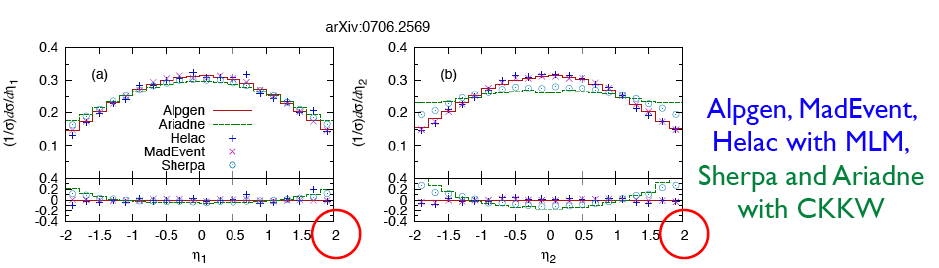 arXiv:0706.2569
(1/σ)dσ/dη₁
0.4
0.3
0.2
0.1
(a)
Alpgen
Ariadne
Helac
MadEvent
Sherpa
0.4
0.2
0
-0.2
-0.4
-2 -1.5 -1 -0.5 0 0.5 1 1.5 2
η₁
(1/σ)dσ/dη₂
0.4
0.3
0.2
0.1
(b)
0.4
0.2
0
-0.2
-0.4
-2 -1.5 -1 -0.5 0 0.5 1 1.5 2
η₂
Alpgen, MadEvent,
Helac with MLM,
Sherpa and Ariadne
with CKKW